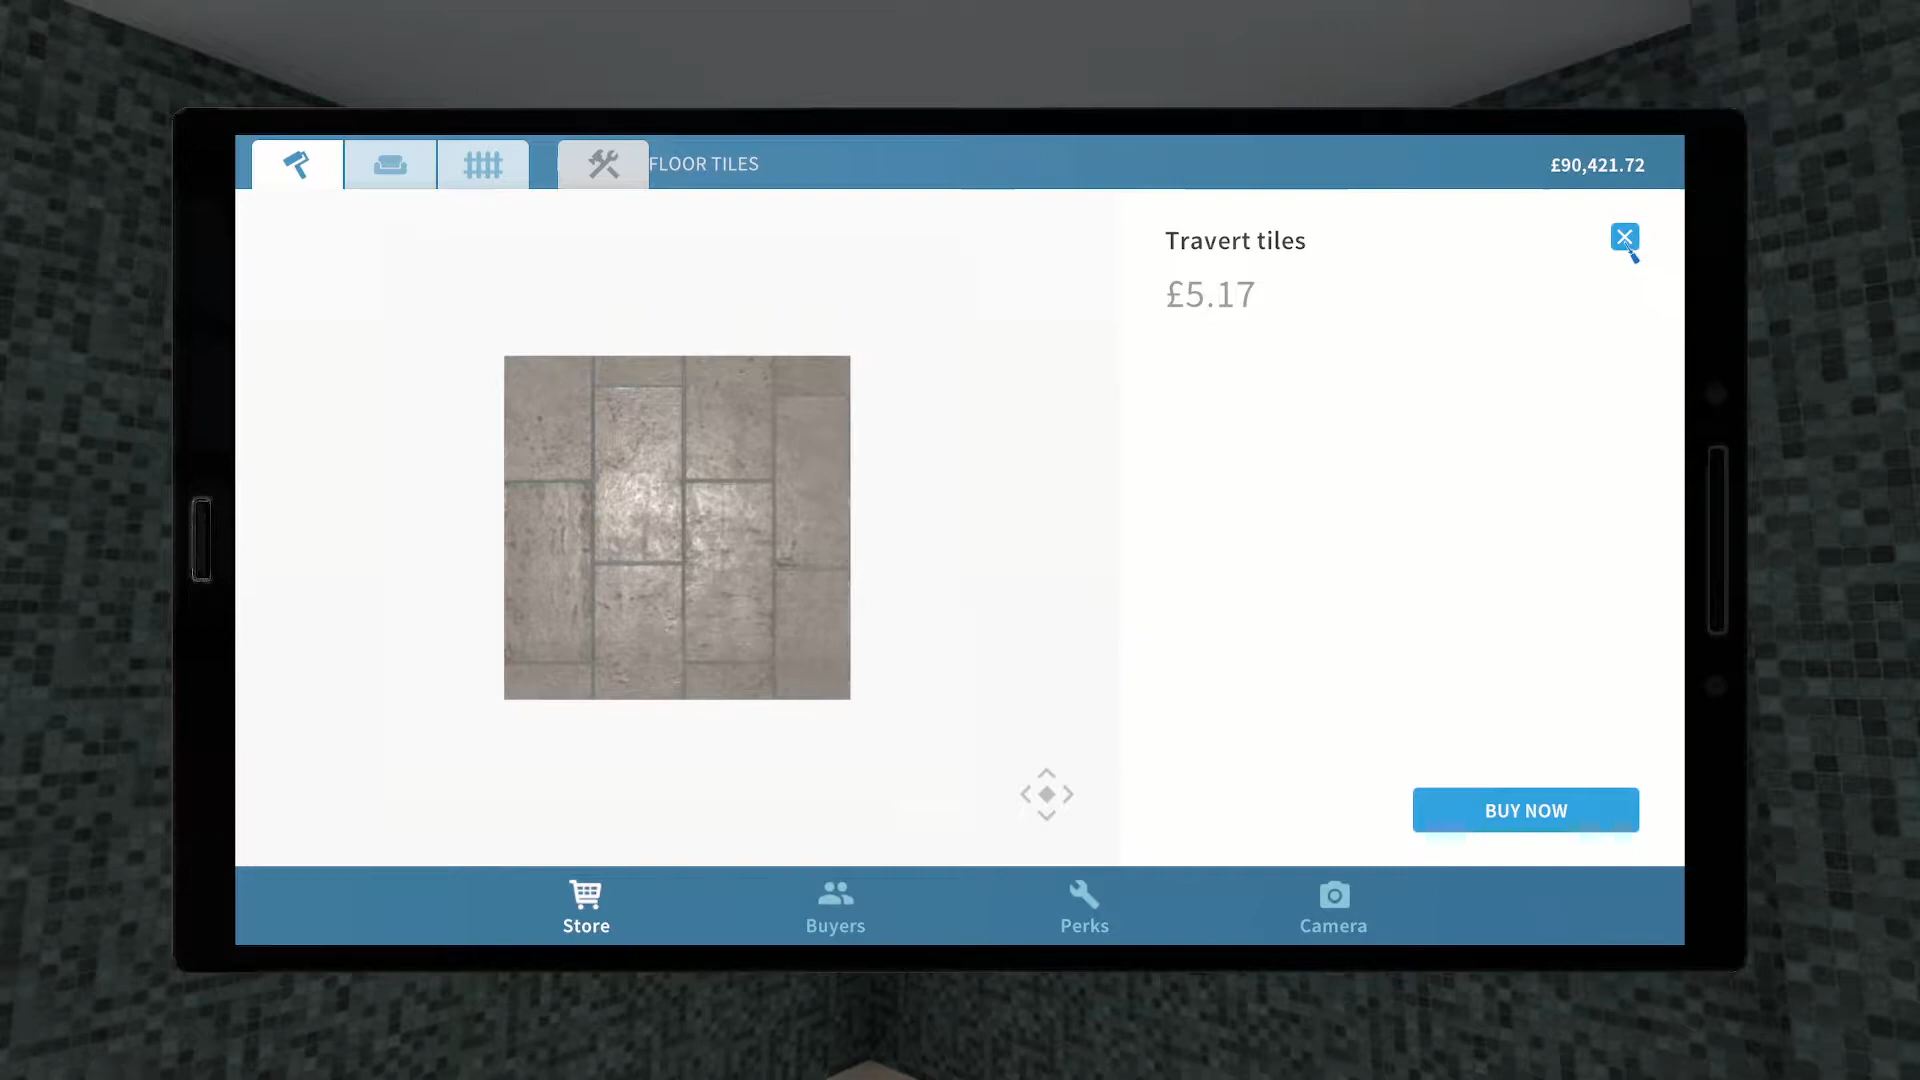 FLOOR TILES
£90,421.72
Travert tiles
£5.17
BUY NOW
Store
Buyers
Perks
Camera